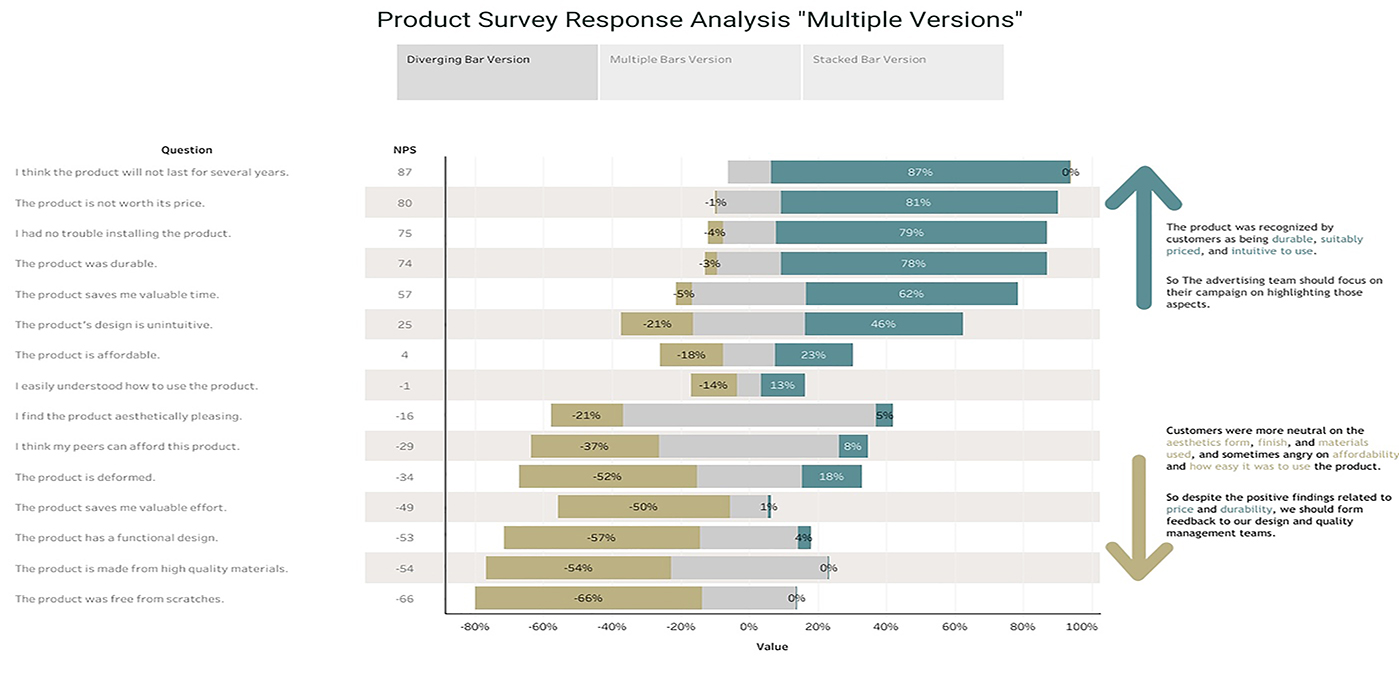 Product Survey Response Analysis "Multiple Versions"
Diverging Bar Version Multiple Bars Version Stacked Bar Version
Question NPS
I think the product will not last for several years. 87 87% 0%
The product is not worth its price. 80 -1% 81%
I had no trouble installing the product. 75 -4% 79%
The product was durable. 74 -3% 78%
The product saves me valuable time. 57 -5% 62%
The product's design is unintuitive. 25 -21% 46%
The product is affordable. 4 -18% 23%
I easily understood how to use the product. -1 -14% 13%
I find the product aesthetically pleasing. -16 -21% 5%
I think my peers can afford this product. -29 -37% 8%
The product is deformed. -34 -52% 18%
The product saves me valuable effort. -49 -50% 1%
The product has a functional design. -53 -57% 4%
The product is made from high quality materials. -54 -54% 0%
The product was free from scratches. -66 -66% 0%
-80% -60% -40% -20% 0% 20% 40% 60% 80% 100%
Value
The product was recognized by
customers as being durable, suitably
priced, and intuitive to use.
So The advertising team should focus on
their campaign on highlighting those
aspects.
Customers were more neutral on the
aesthetics form, finish, and materials
used, and sometimes angry on affordability
and how easy it was to use the product.
So despite the positive findings related to
price and durability, we should form
feedback to our design and quality
management teams.